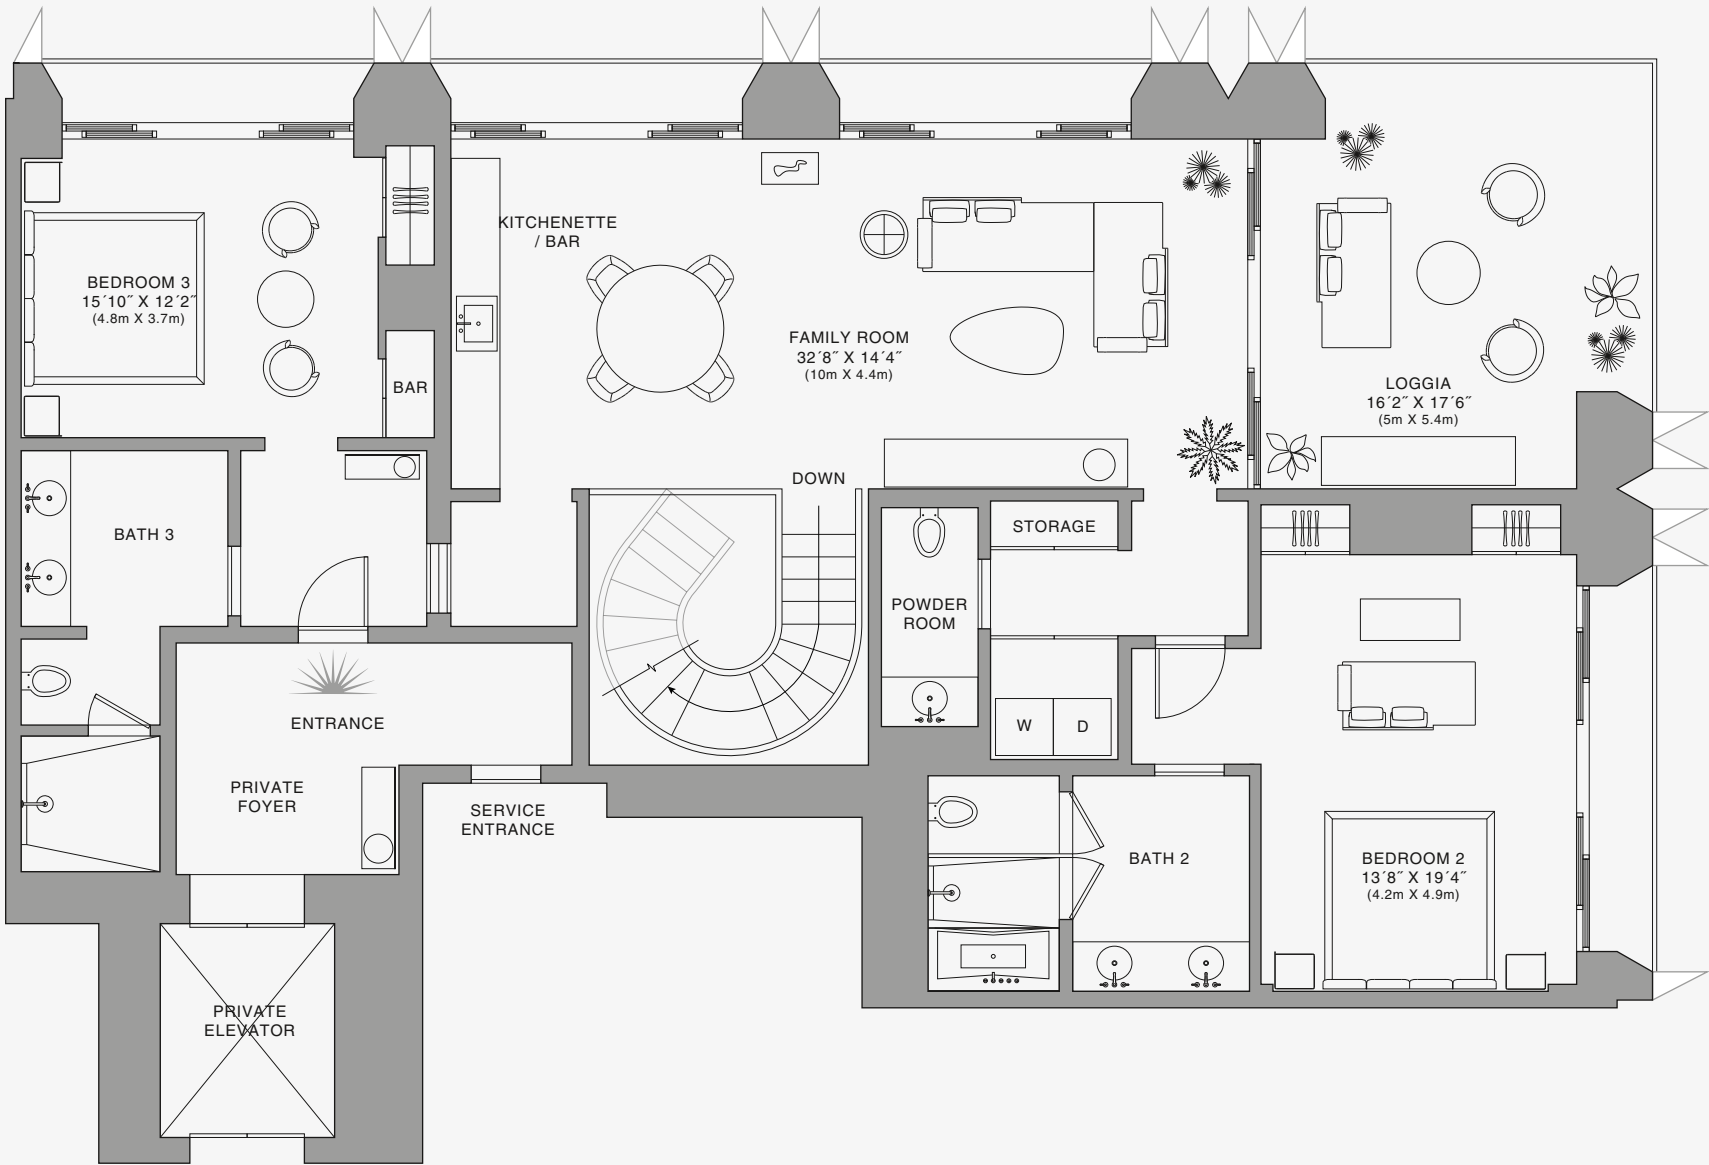 KITCHENETTE
/ BAR
BEDROOM 3
15´10˝ X 12´2˝
(4.8m X 3.7m)
FAMILY ROOM
32´8˝ X 14´4˝
(10m X 4.4m)
BAR
LOGGIA
16´2˝ X 17´6˝
(5m X 5.4m)
DOWN
BATH 3
STORAGE
POWDER
ROOM
ENTRANCE
W
D
PRIVATE
FOYER
SERVICE
ENTRANCE
BATH 2
BEDROOM 2
13´8˝ X 19´4˝
(4.2m X 4.9m)
PRIVATE
ELEVATOR